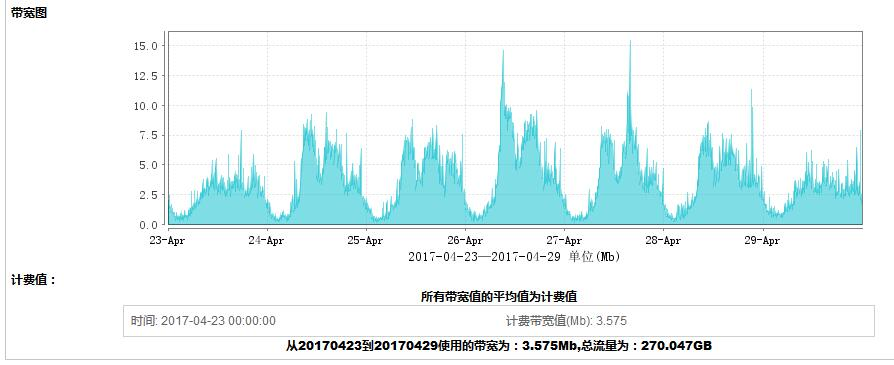 带宽图
15.0
12.5
10.0
7.5
5.0
2.5
0.0
23-Apr 24-Apr 25-Apr 26-Apr 27-Apr 28-Apr 29-Apr
2017-04-23—2017-04-29 单位(Mb)
计费值：
所有带宽值的平均值为计费值
时间: 2017-04-23 00:00:00 计费带宽值(Mb): 3.575
从20170423到20170429使用的带宽为：3.575Mb,总流量为：270.047GB